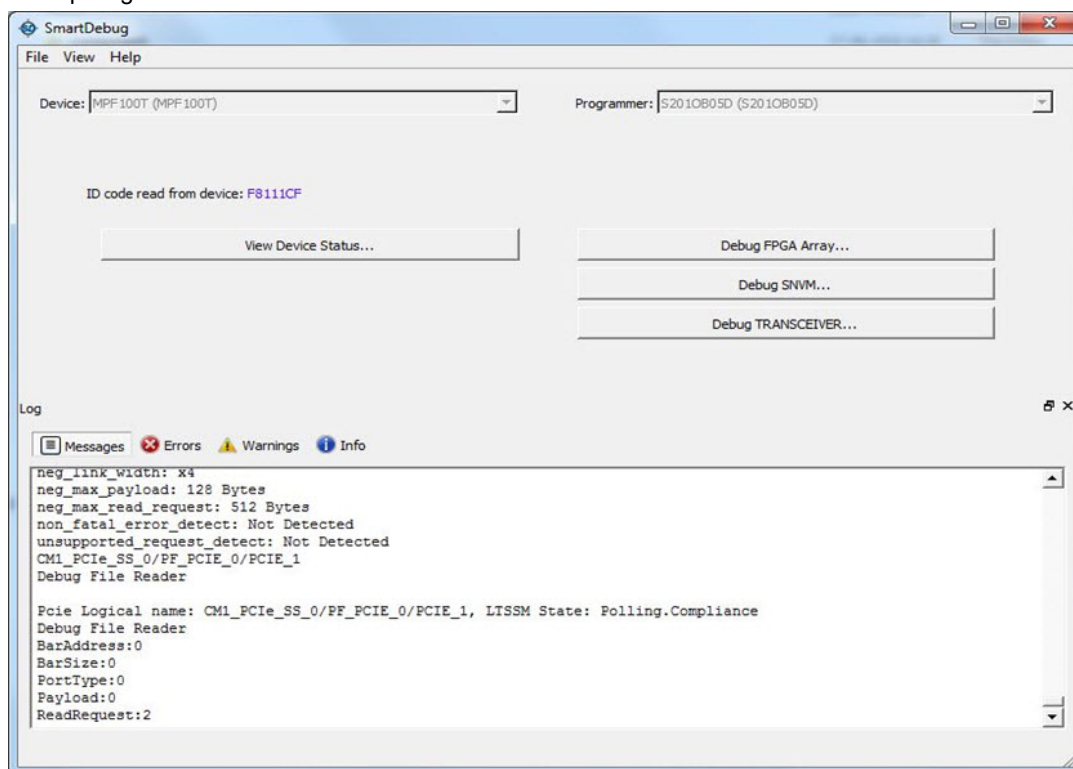 SmartDebug
File View Help
Device: MPF100T (MPF100T)
Programmer: S201OB05D (S201OB05D)
ID code read from device: F8111CF
View Device Status...
Debug FPGA Array...
Debug SNVM...
Debug TRANSCEIVER...
Log
Messages Errors Warnings Info
neg_link_width: x4
neg_max_payload: 128 Bytes
neg_max_read_request: 512 Bytes
non_fatal_error_detect: Not Detected
unsupported_request_detect: Not Detected
CM1_PCIe_SS_0/PF_PCIE_0/PCIE_1
Debug File Reader
Pcie Logical name: CM1_PCIe_SS_0/PF_PCIE_0/PCIE_1, LTSSM State: Polling.Compliance
Debug File Reader
BarAddress:0
BarSize:0
PortType:0
Payload:0
ReadRequest:2